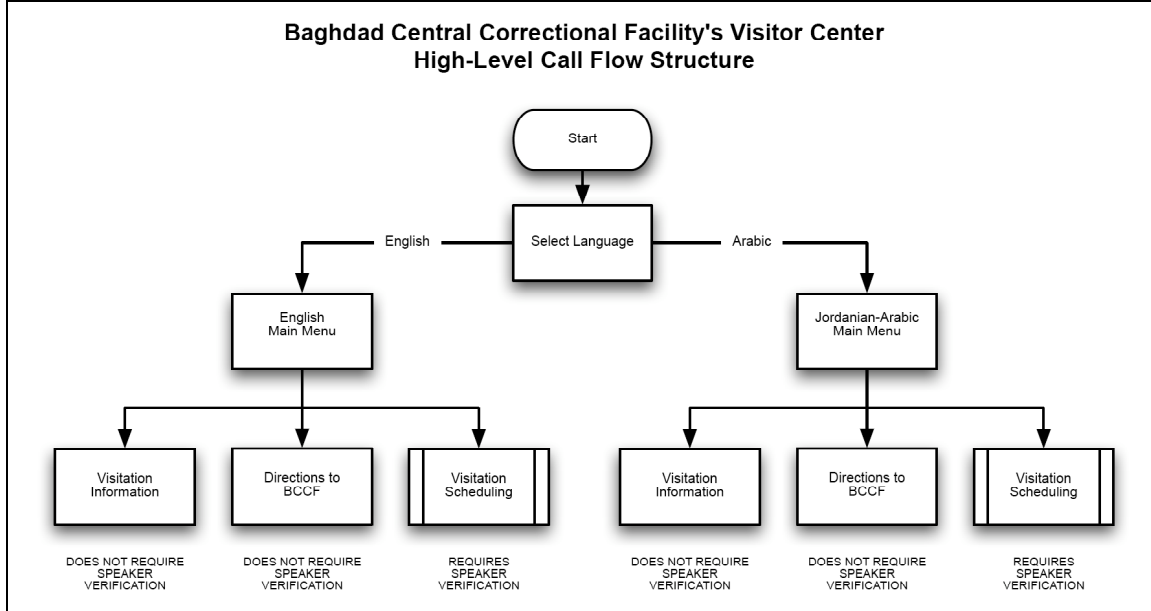 Baghdad Central Correctional Facility's Visitor Center
High-Level Call Flow Structure
Start
Select Language
English
Arabic
English
Main Menu
Jordanian-Arabic
Main Menu
Visitation
Information
Directions to
BCCF
Visitation
Scheduling
Visitation
Information
Directions to
BCCF
Visitation
Scheduling
DOES NOT REQUIRE
SPEAKER
VERIFICATION
DOES NOT REQUIRE
SPEAKER
VERIFICATION
REQUIRES
SPEAKER
VERIFICATION
DOES NOT REQUIRE
SPEAKER
VERIFICATION
DOES NOT REQUIRE
SPEAKER
VERIFICATION
REQUIRES
SPEAKER
VERIFICATION